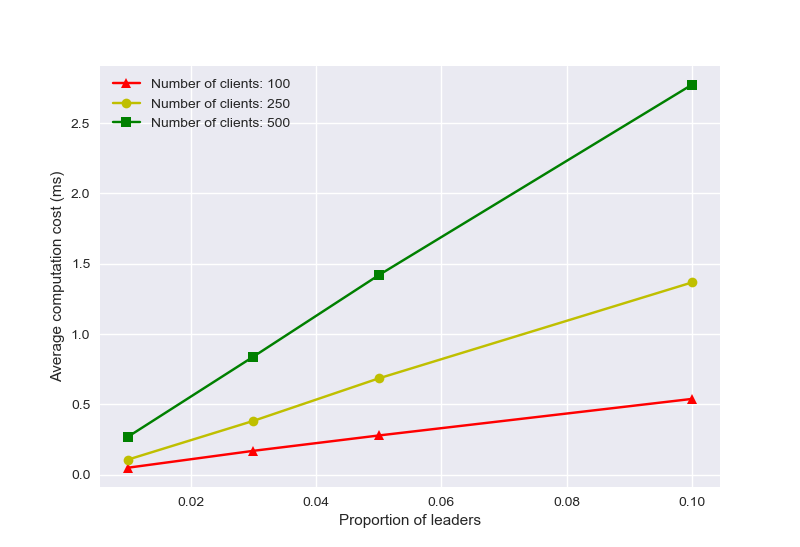 Number of clients: 100
Number of clients: 250
Number of clients: 500
Average computation cost (ms)
2.5
2.0
1.5
1.0
0.5
0.0
0.02 0.04 0.06 0.08 0.10
Proportion of leaders